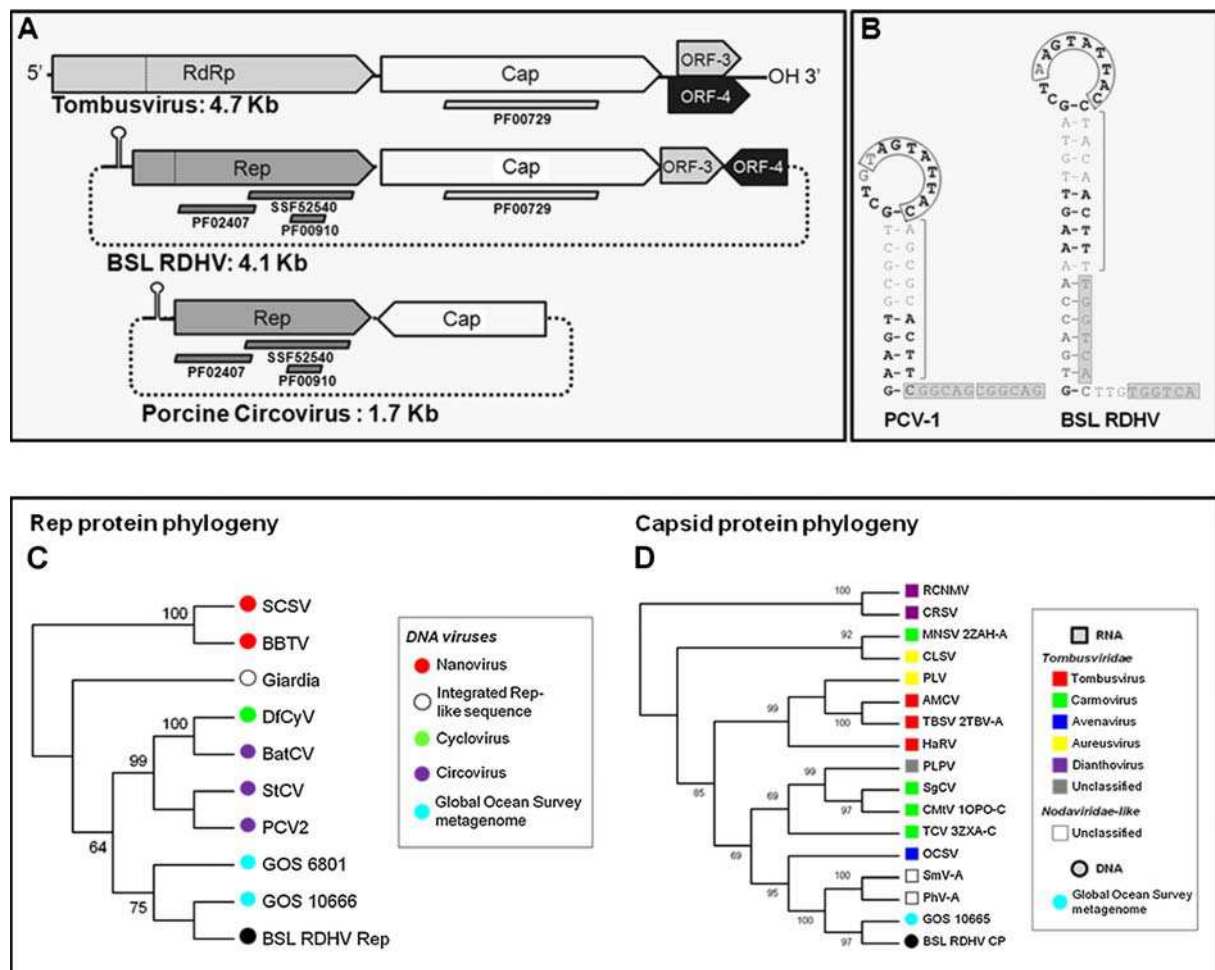 A
5'
RdRp
Cap
ORF-3
ORF-4
OH 3'
Tombusvirus: 4.7 Kb
PF00729
Rep
Cap
ORF-3
ORF-4
PF02407
SSF52540
PF00910
PF00729
BSL RDHV: 4.1 Kb
Rep
Cap
PF02407
SSF52540
PF00910
Porcine Circovirus : 1.7 Kb
B
T- A
C- G
G- C
C- G
G- C
T- A
G- C
A- T
A- T
G- CGGCAGCGGCAG
PCV-1
A- T
T- A
G- C
T- A
T- A
G- C
A- T
A- T
A- T
A- T
C- G
C- G
A- T
G- C
T- A
G- CTTGTGGTCA
BSL RDHV
Rep protein phylogeny
C
100
SCSV
BBTV
Giardia
100
DfCyV
BatCV
99
StCV
PCV2
64
GOS 6801
75
GOS 10666
BSL RDHV Rep
DNA viruses
Nanovirus
Integrated Rep-
like sequence
Cyclovirus
Circovirus
Global Ocean Survey
metagenome
Capsid protein phylogeny
D
100
RCNMV
CRSV
92
MNSV 2ZAH-A
CLSV
PLV
99
AMCV
100
TBSV 2TBV-A
HaRV
85
99
PLPV
69
SgCV
97
CMtV 1OPO-C
TCV 3ZXA-C
69
OCSV
95
100
SmV-A
PhV-A
100
GOS 10665
97
BSL RDHV CP
RNA
Tombusviridae
Tombusvirus
Carmovirus
Avenavirus
Aureusvirus
Dianthovirus
Unclassified
Nodaviridae-like
Unclassified
DNA
Global Ocean Survey
metagenome